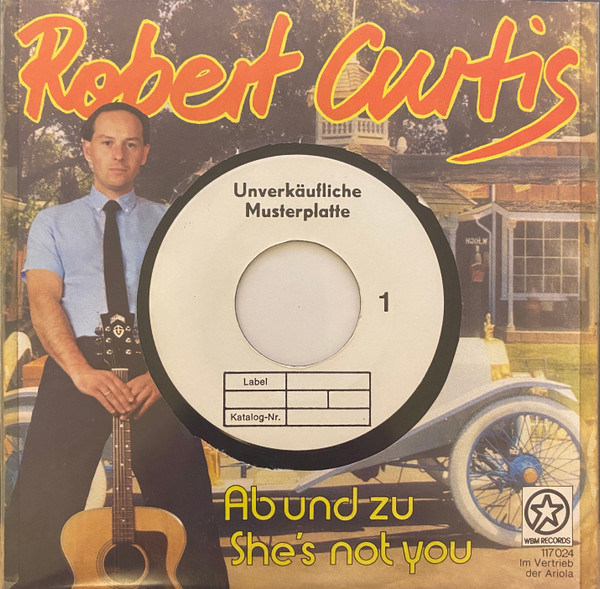 Robert Curtis
Unverkäufliche
Musterplatte
1
Label
Katalog-Nr.
Ab und zu
She's not you
WBM RECORDS
117 024
Im Vertrieb
der Ariola